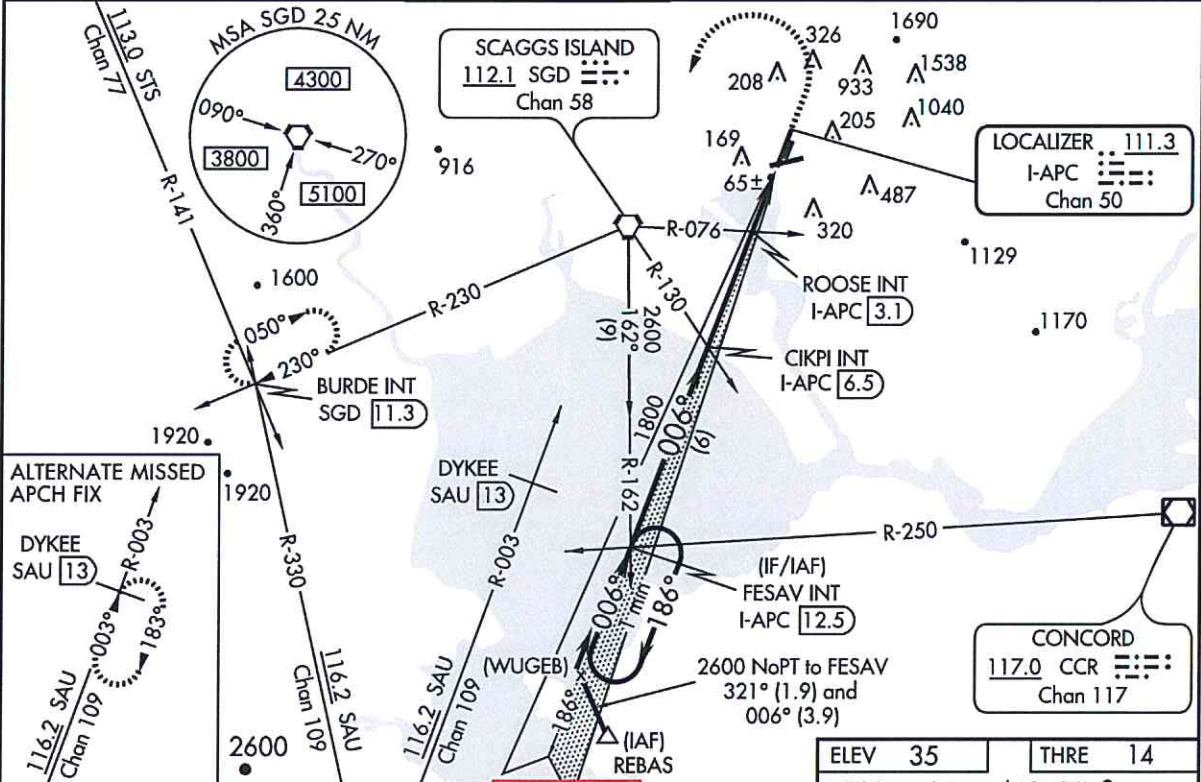 113.0 STS
Chan 77
MSA SGD 25 NM
4300
090°
3800
270°
5100
360°
R-141
916
SCAGGS ISLAND
112.1 SGD
Chan 58
326
1690
208
933
1538
205
1040
169
65±
487
320
LOCALIZER 111.3
I-APC
Chan 50
R-076
1129
ROOSE INT
I-APC 3.1
1600
R-230
R-130
2600
162°
(9)
1170
CIKPI INT
I-APC 6.5
050°
230°
BURDE INT
SGD 11.3
1800
006°
(9)
1920
1920
ALTERNATE MISSED
APCH FIX
DYKEE
SAU 13
R-003
003°
183°
116.2 SAU
Chan 109
R-330
116.2 SAU
Chan 109
2600
DYKEE
SAU 13
R-003
116.2 SAU
Chan 109
R-162
R-250
(IF/IAF)
FESAV INT
I-APC 12.5
006°
1 min
186°
(WUGEB)
186°
2600 NoPT to FESAV
321° (1.9) and
006° (3.9)
(IAF)
REBAS
CONCORD
117.0 CCR
Chan 117
ELEV 35
THRE 14